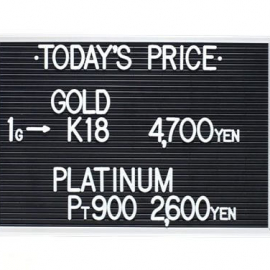 ·TODAY'S PRICE·
GOLD
1G→ K18 4,700YEN
PLATINUM
PT900 2,600YEN